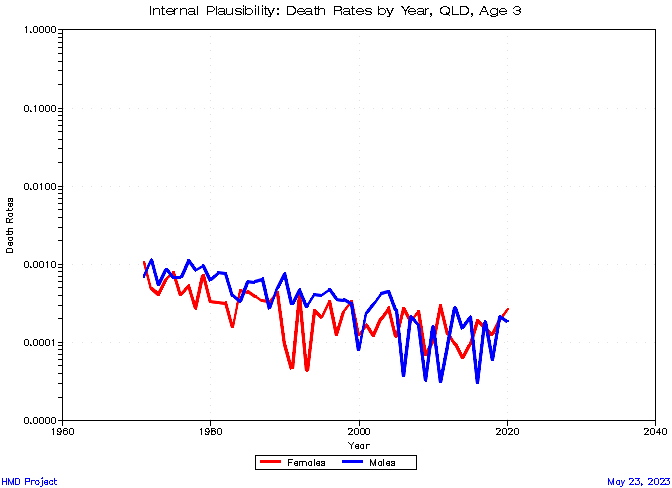 Internal Plausibility: Death Rates by Year, QLD, Age 3
1.0000
0.1000
0.0100
0.0010
0.0001
0.0000
Death Rates
1960
1980
2000
2020
2040
Year
Females
Males
HMD Project
May 23, 2023